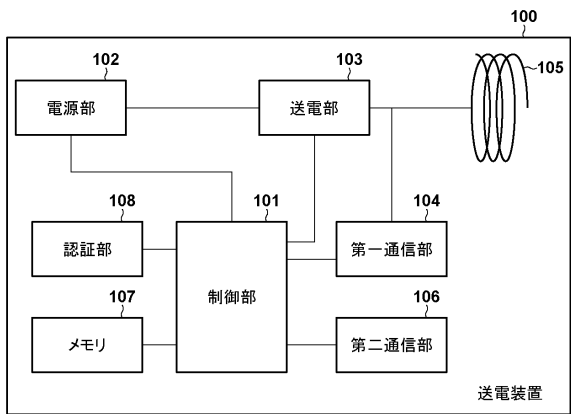 100
102
103
105
電源部
送電部
108
101
104
認証部
制御部
第一通信部
107
106
メモリ
第二通信部
送電装置